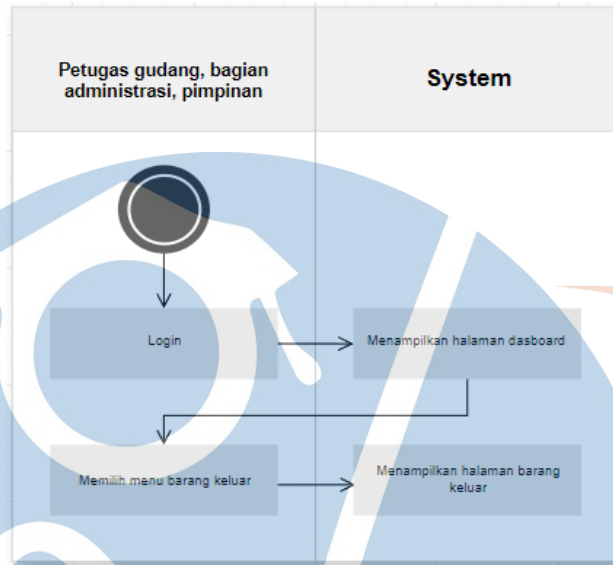 Petugas gudang, bagian
administrasi, pimpinan
System
Login
Menampilkan halaman dasboard
Memilih menu barang keluar
Menampilkan halaman barang
keluar